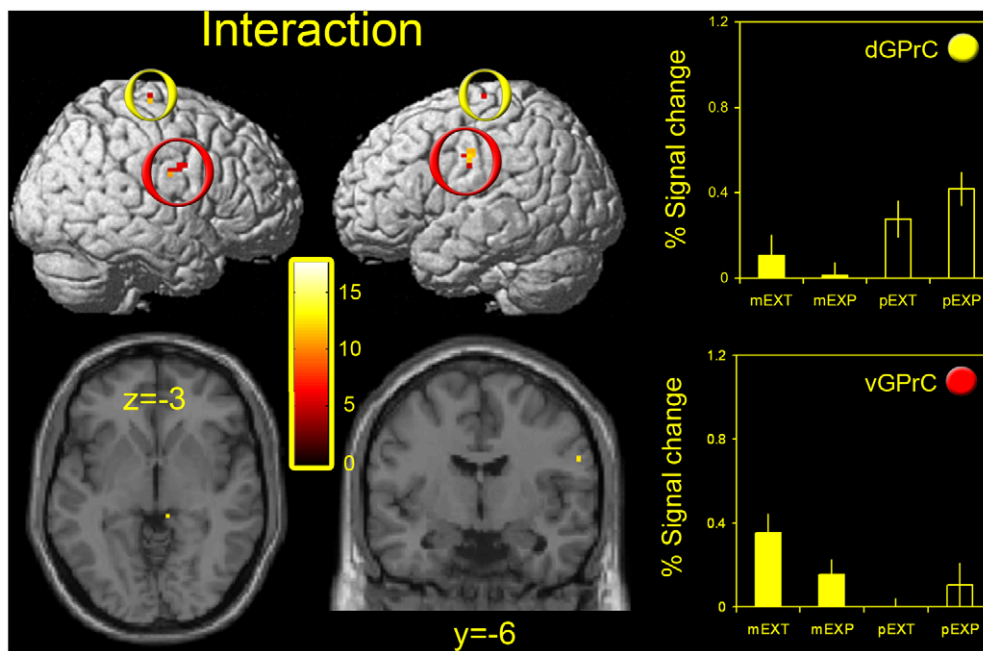 Interaction
15
10
5
0
z=-3
y=-6
% Signal change
1.2
0.8
0.4
0
dGPrC
mEXT mEXP pEXT pEXP
% Signal change
1.2
0.8
0.4
0
vGPrC
mEXT mEXP pEXT pEXP